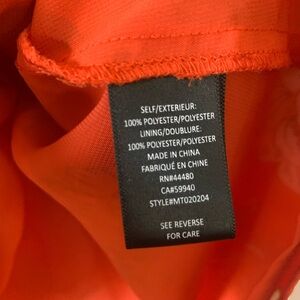 SELF/EXTERIEUR:
100% POLYESTER/POLYESTER
LINING/DOUBLURE:
100% POLYESTER/POLYESTER
MADE IN CHINA
FABRIQUÉ EN CHINE
RN#44480
CA#59940
STYLE#MT020204
SEE REVERSE
FOR CARE